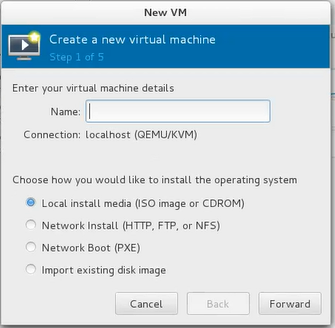 New VM
Create a new virtual machine
Step 1 of 5
Enter your virtual machine details
Name:
Connection: localhost (QEMU/KVM)
Choose how you would like to install the operating system
Local install media (ISO image or CDROM)
Network Install (HTTP, FTP, or NFS)
Network Boot (PXE)
Import existing disk image
Cancel Back Forward